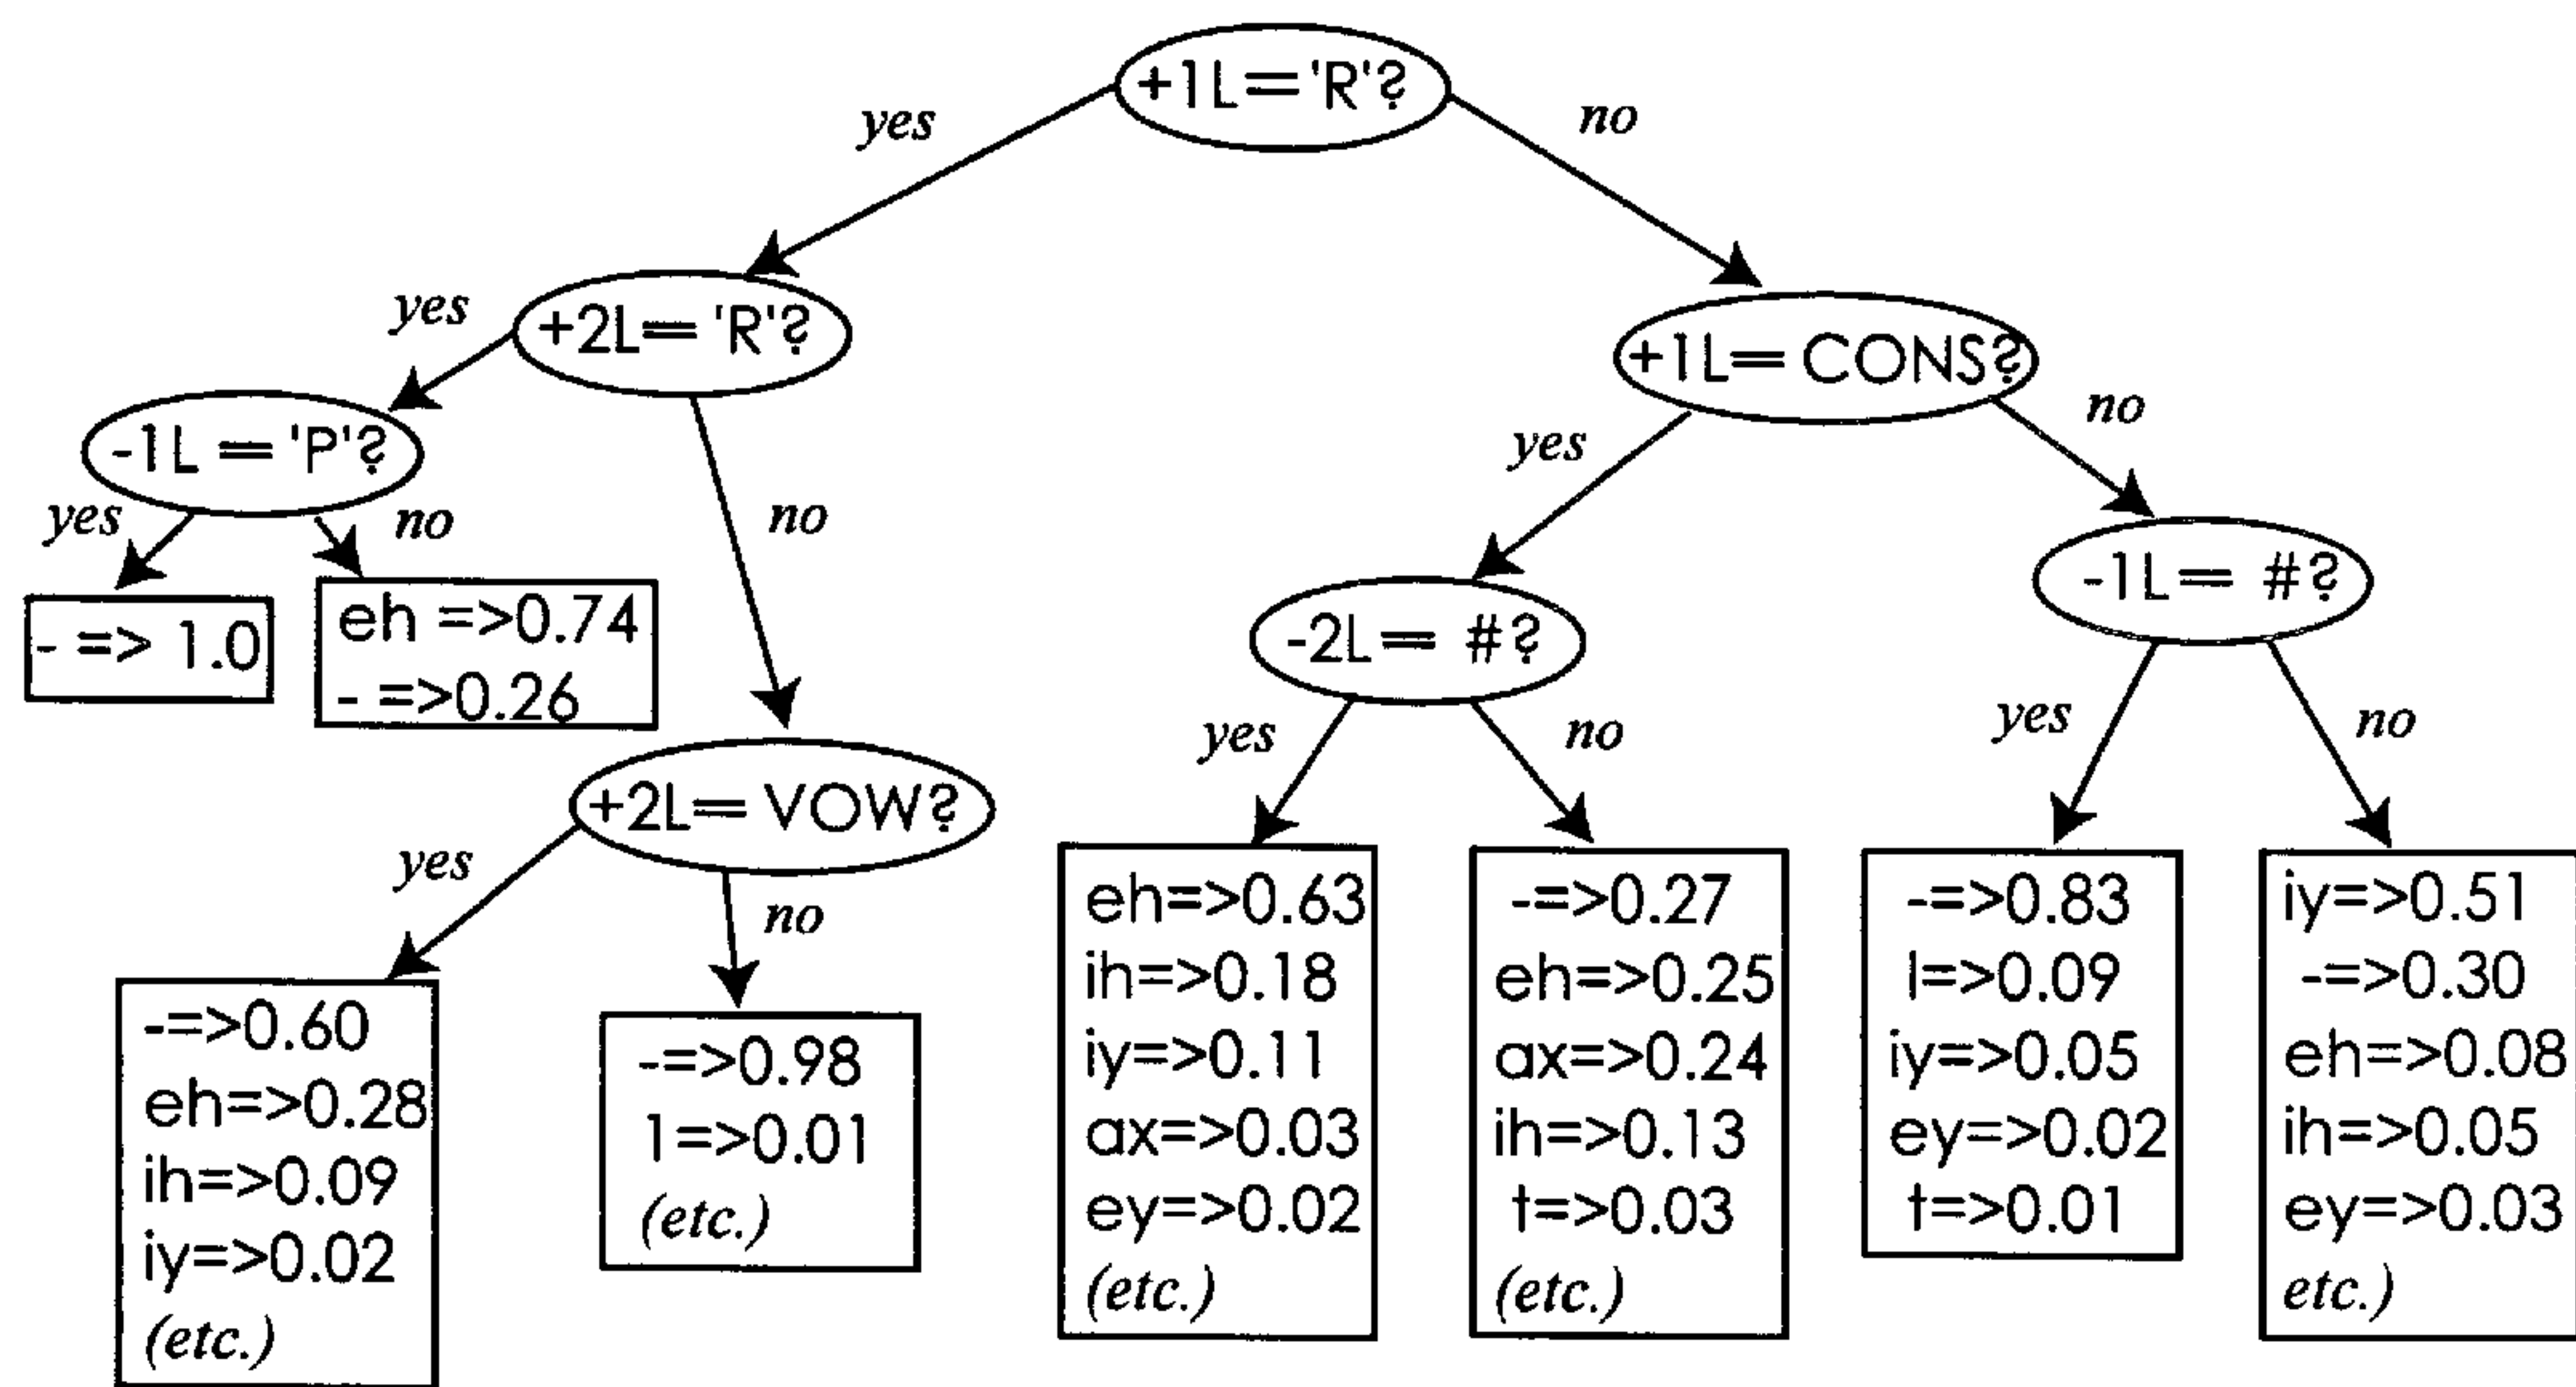 +1L=='R'?
yes
no
+2L=='R'?
yes
no
+1L==CONS?
yes
no
-1L =='P'?
yes
no
- => 1.0
eh =>0.74
- =>0.26
+2L==VOW?
yes
no
-=>0.60
eh=>0.28
ih=>0.09
iy=>0.02
(etc.)
-=>0.98
1=>0.01
(etc.)
-2L== #?
yes
no
eh=>0.63
ih=>0.18
iy=>0.11
ax=>0.03
ey=>0.02
(etc.)
-=>0.27
eh=>0.25
ax=>0.24
ih=>0.13
t=>0.03
(etc.)
-1L== #?
yes
no
-=>0.83
l=>0.09
iy=>0.05
ey=>0.02
t=>0.01
iy=>0.51
-=>0.30
eh=>0.08
ih=>0.05
ey=>0.03
etc.)